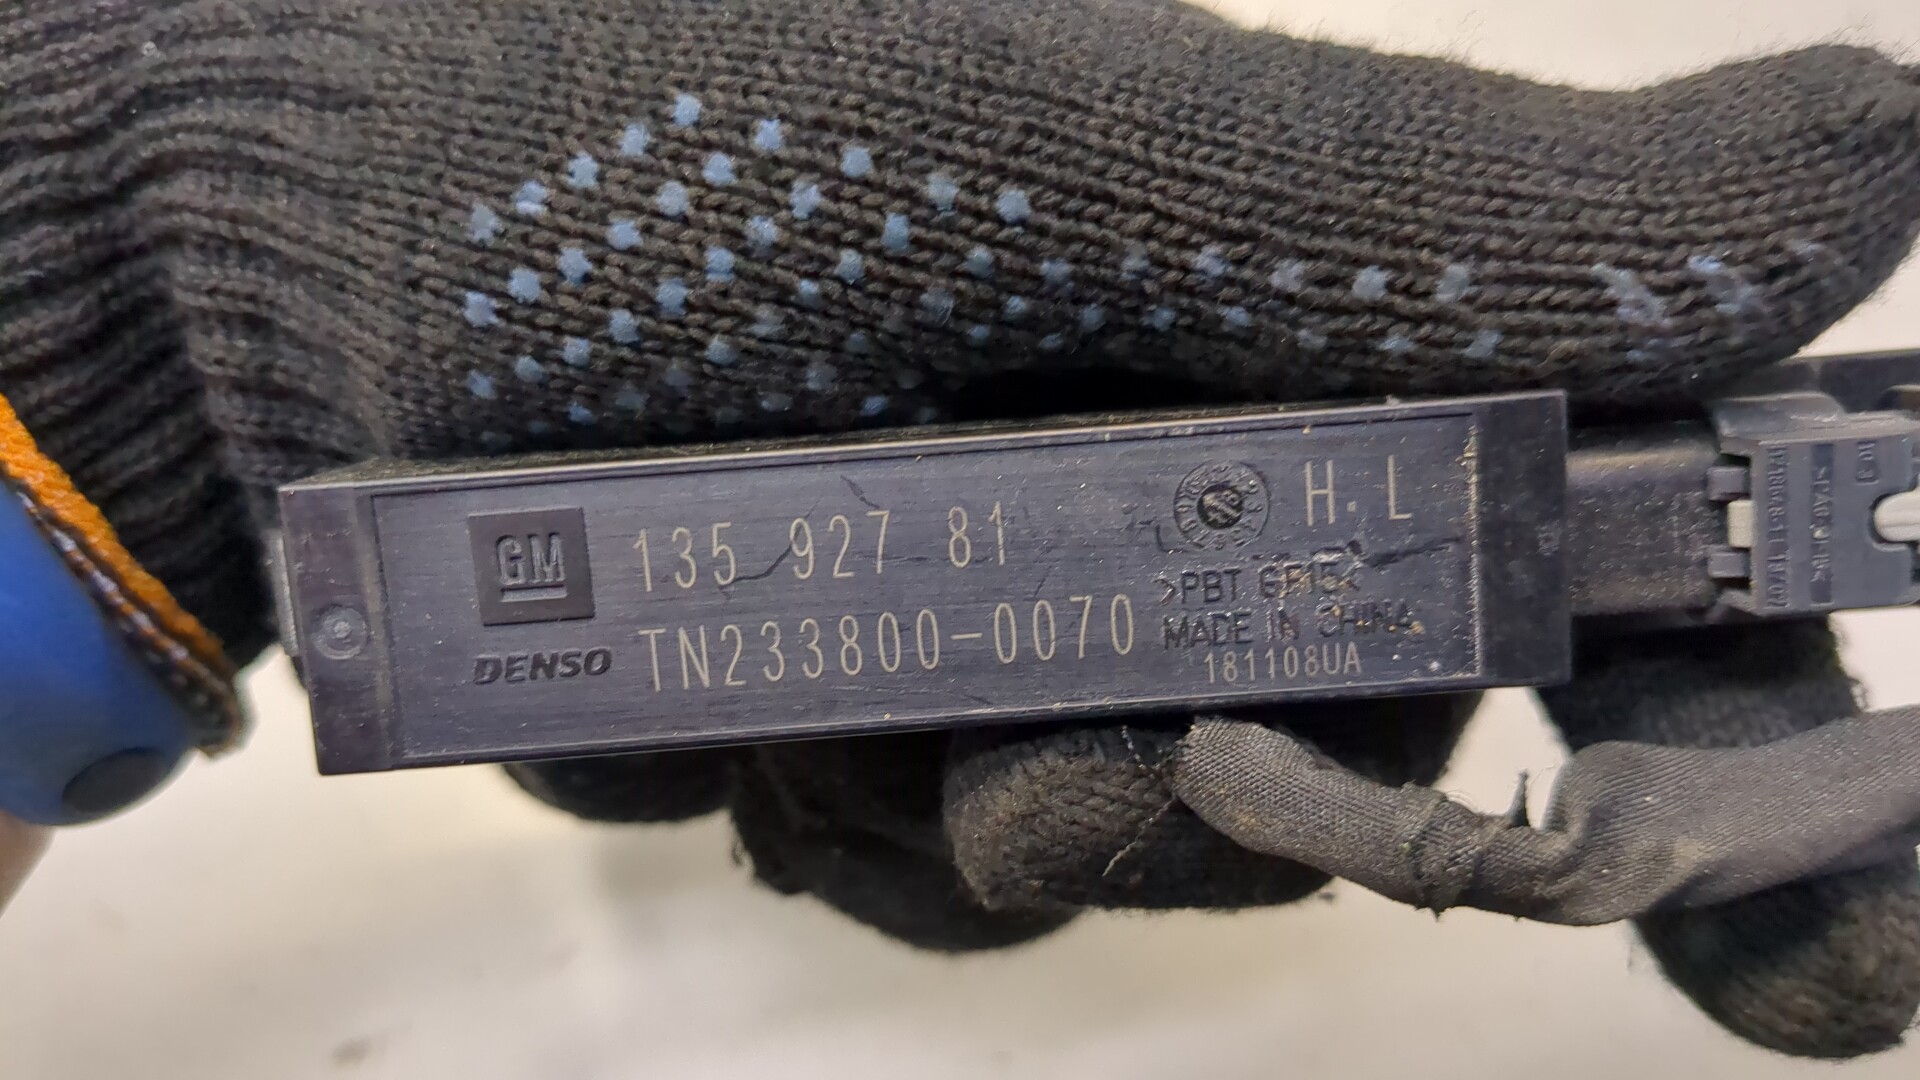 GM
135 927 81
H.L
DENSO
TN233800-0070
>PBT GF15<
MADE IN CHINA
181108UA